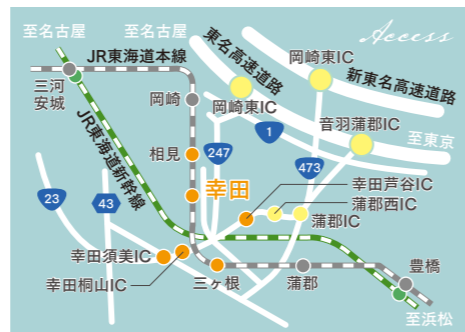 至名古屋
至名古屋
Access
JR東海道本線
東名高速道路
岡崎東IC
新東名高速道路
三河
安城
岡崎
岡崎東IC
音羽蒲郡IC
至東京
JR東海道新幹線
相見
247
1
473
幸田
幸田芦谷IC
蒲郡西IC
蒲郡IC
23
43
幸田須美IC
幸田桐山IC
三ヶ根
蒲郡
豊橋
至浜松